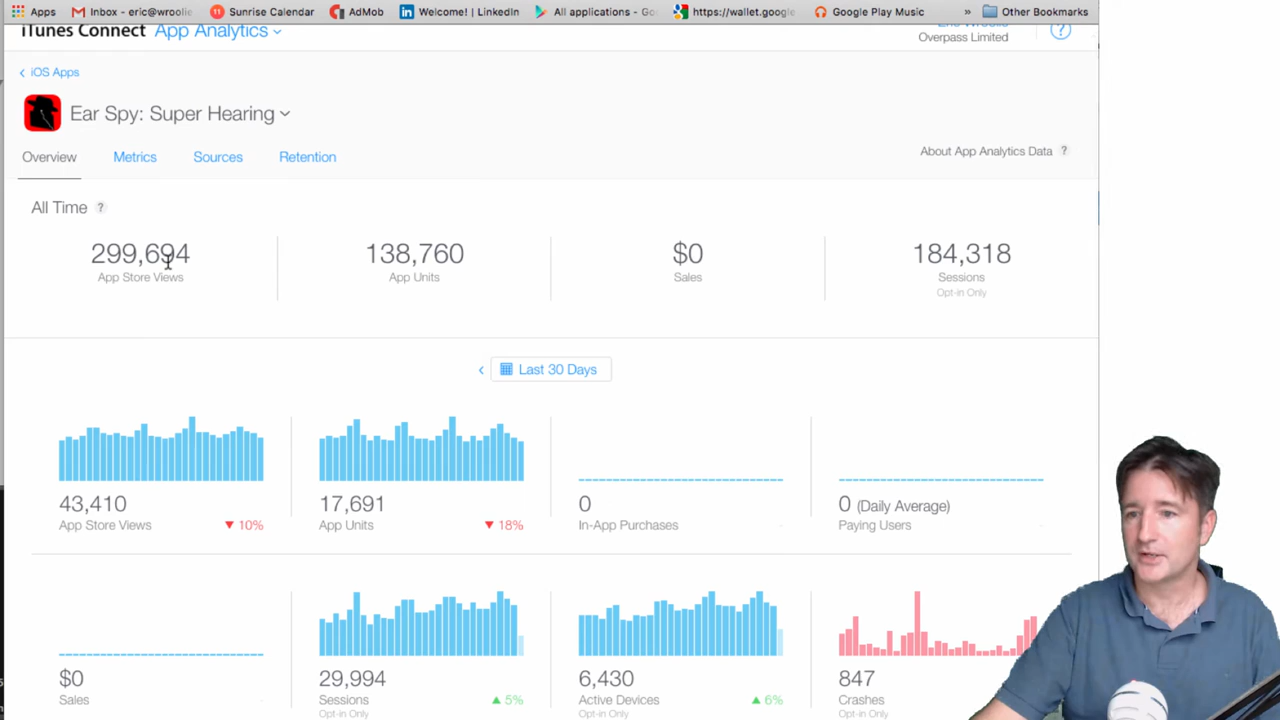 Apps Inbox - eric@wroolie Sunrise Calendar AdMob Welcome! | LinkedIn All applications - Go https://wallet.google Google Play Music » Other Bookmarks
iTunes Connect App Analytics
Overpass Limited ?
iOS Apps
Ear Spy: Super Hearing
Overview Metrics Sources Retention About App Analytics Data ?
All Time ?
299,694 138,760 $0 184,318
App Store Views App Units Sales Sessions
Opt-in Only
Last 30 Days
43,410 17,691 0 0 (Daily Average)
App Store Views ▼ 10% App Units ▼ 18% In-App Purchases Paying Users
$0 29,994 6,430 847
Sales Sessions ▲ 5% Active Devices ▲ 6% Crashes
Opt-in Only Opt-in Only Opt-in Only